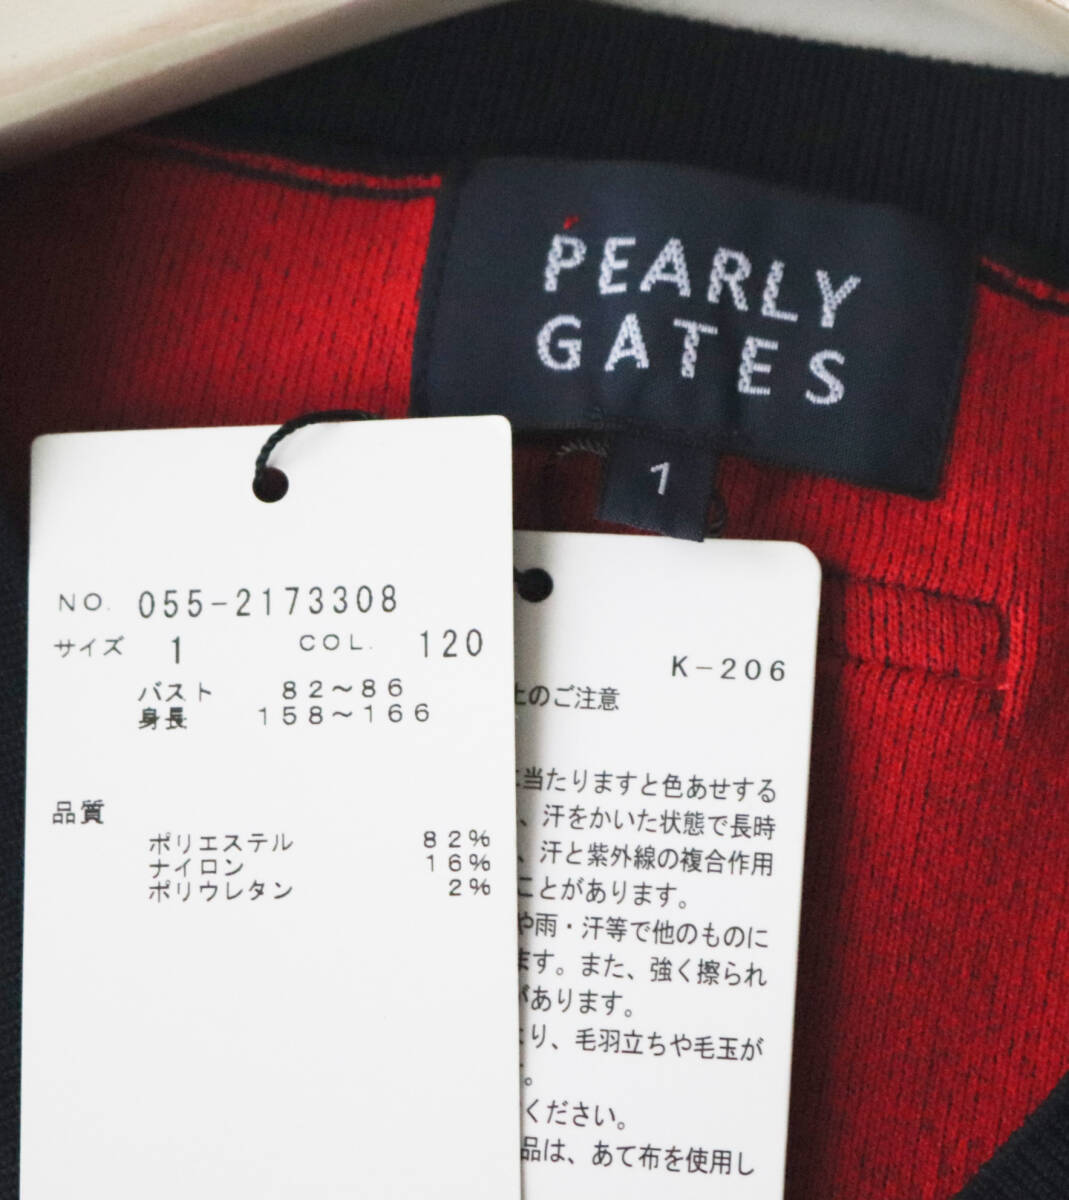 PEARLY
GATES
1
NO. 055-2173308
サイズ 1 COL. 120
バスト 82～86
身長 158～166
品質
ポリエステル 82%
ナイロン 16%
ポリウレタン 2%
K-206
上のご注意
に当たりますと色あせする
、汗をかいた状態で長時
、汗と紫外線の複合作用
ことがあります。
や雨・汗等で他のものに
ます。また、強く擦られ
があります。
より、毛羽立ちや毛玉が
す。
ください。
品は、あて布を使用し